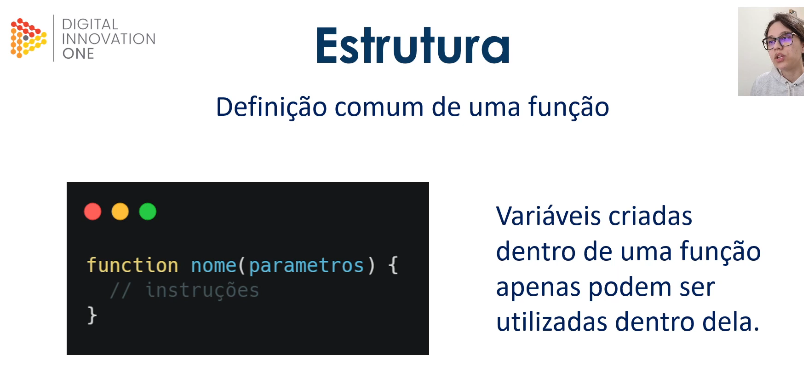 DIGITAL
INNOVATION
ONE
Estrutura
Definição comum de uma função
function nome(parametros) {
// instruções
}
Variáveis criadas
dentro de uma função
apenas podem ser
utilizadas dentro dela.